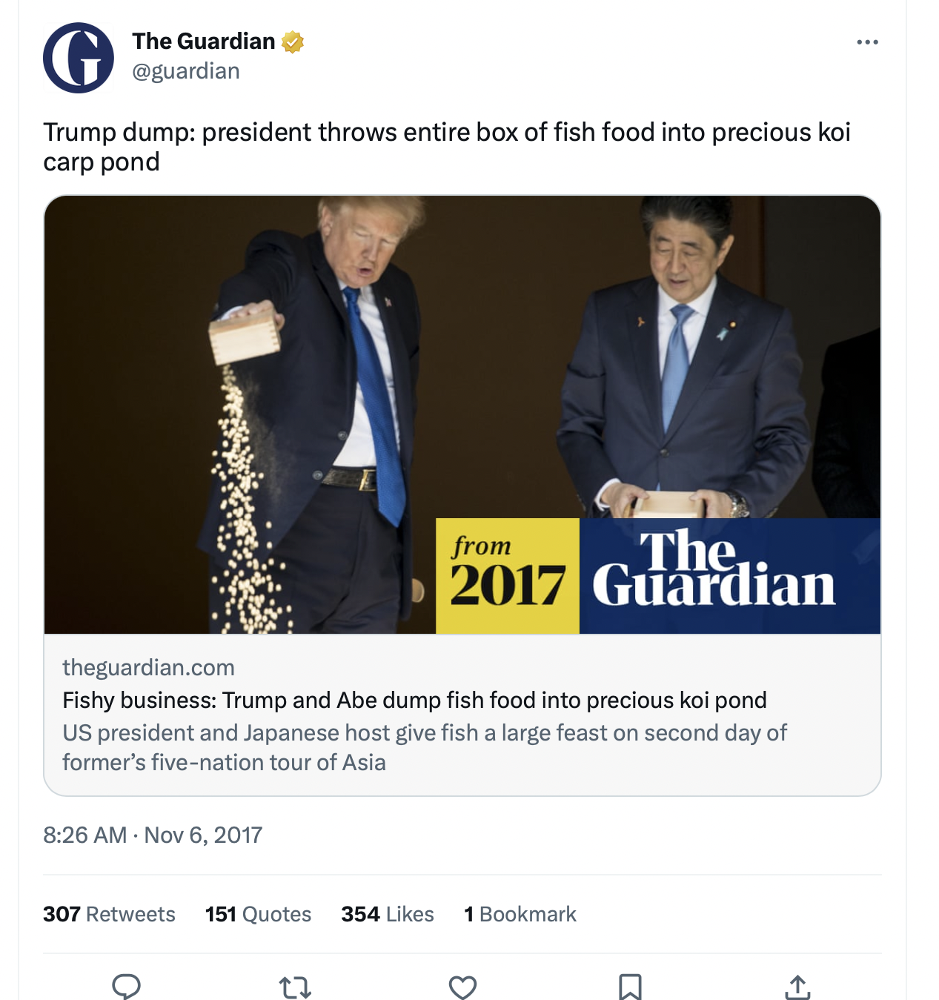 The Guardian
@guardian
Trump dump: president throws entire box of fish food into precious koi
carp pond
from
2017
The
Guardian
theguardian.com
Fishy business: Trump and Abe dump fish food into precious koi pond
US president and Japanese host give fish a large feast on second day of
former’s five-nation tour of Asia
8:26 AM · Nov 6, 2017
307 Retweets 151 Quotes 354 Likes 1 Bookmark